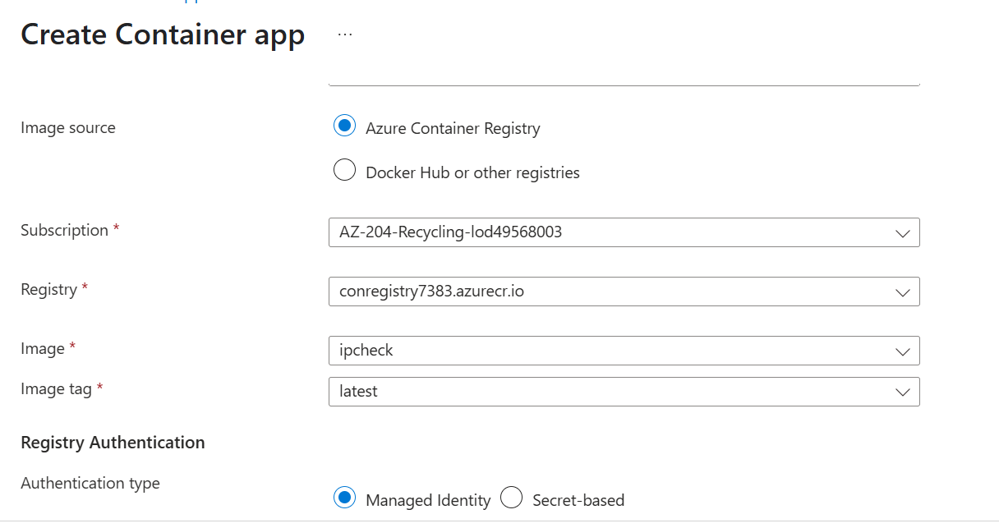 Create Container app ...
Image source
Azure Container Registry
Docker Hub or other registries
Subscription *
AZ-204-Recycling-lod49568003
Registry *
conregistry7383.azurecr.io
Image *
ipcheck
Image tag *
latest
Registry Authentication
Authentication type
Managed Identity
Secret-based